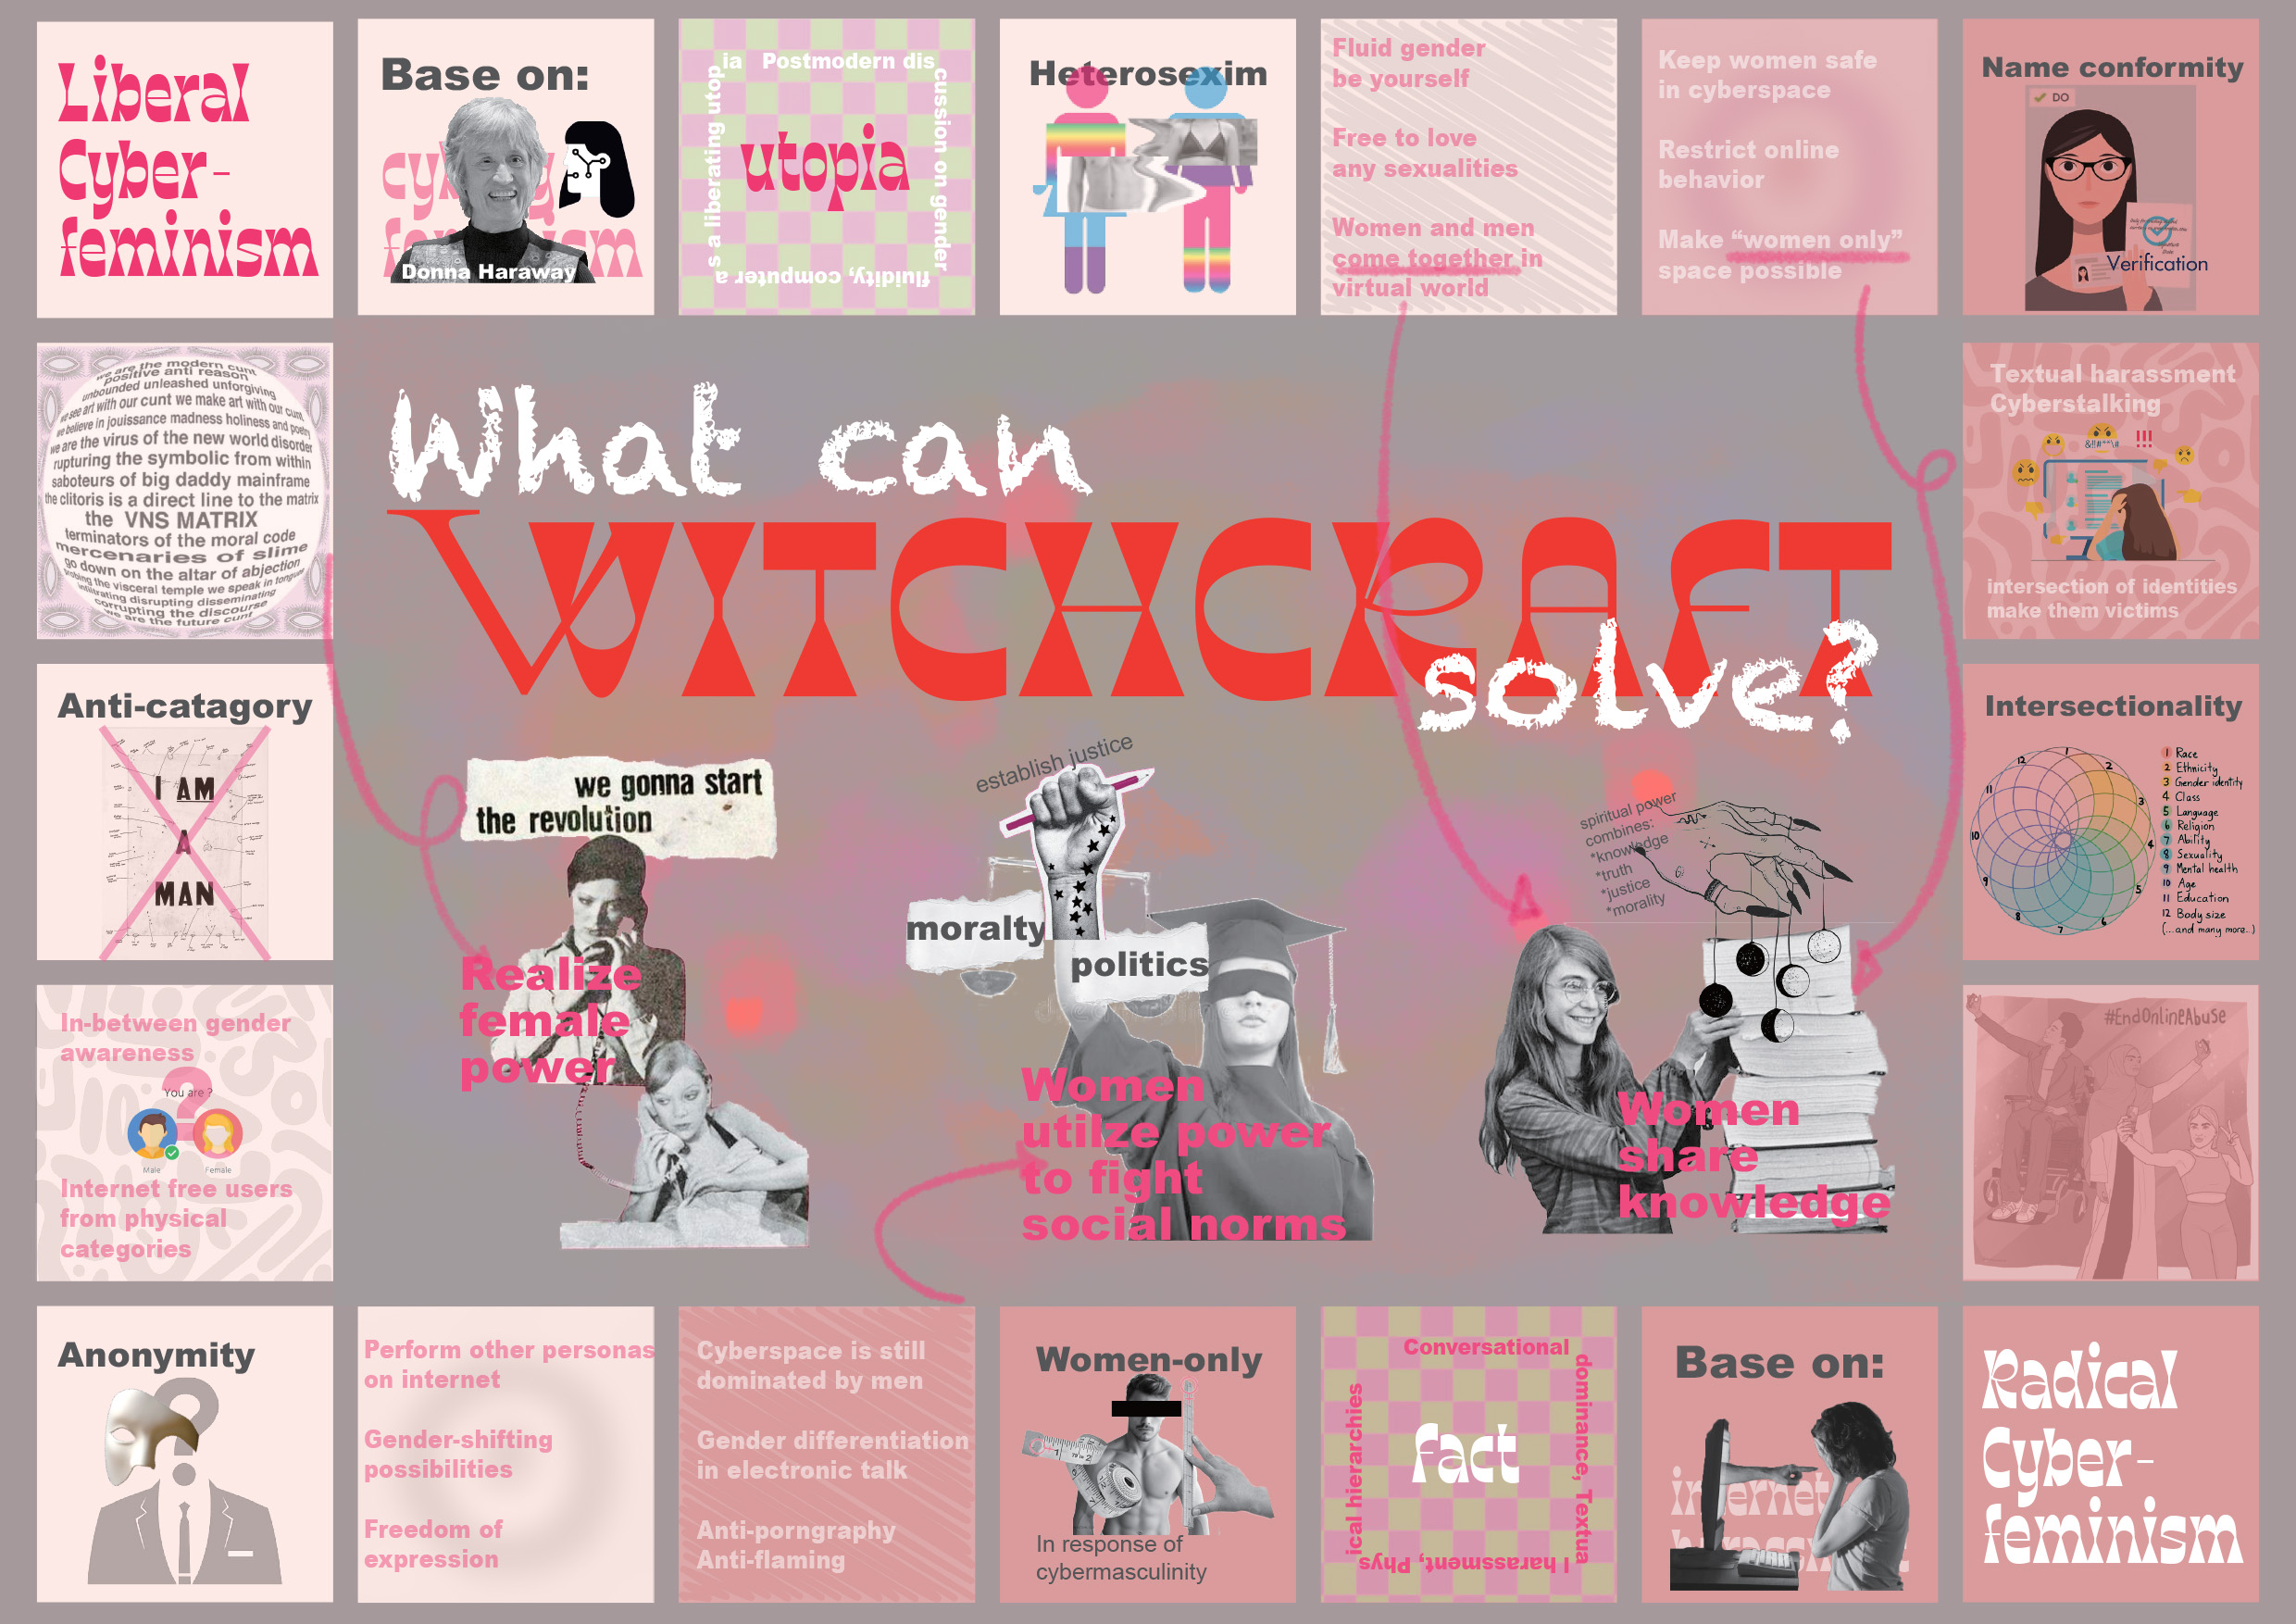 Liberal
Cyber-
feminism
Base on:
Donna Haraway
Postmodern discussion on gender
fluidity, computer as a liberating utopia
utopia
Heterosexim
Fluid gender
be yourself
Free to love
any sexualities
Women and men
come together in
virtual world
Keep women safe
in cyberspace
Restrict online
behavior
Make “women only”
space possible
Name conformity
DO
Verification
we are the modern cunt
positive anti reason
unbounded unleashed unforgiving
we see art with our cunt we make art with our cunt
we believe in jouissance madness holiness and poetry
we are the virus of the new world disorder
rupturing the symbolic from within
saboteurs of big daddy mainframe
the clitoris is a direct line to the matrix
the VNS MATRIX
terminators of the moral code
mercenaries of slime
go down on the altar of abjection
probing the visceral temple we speak in tongues
infiltrating disrupting disseminating
corrupting the discourse
we are the future cunt
What can
WITCHCRAFT
solve?
Textual harassment
Cyberstalking
&!!#**\#
!!!
intersection of identities
make them victims
Anti-catagory
I AM
A
MAN
we gonna start
the revolution
Realize
female
power
establish justice
moralty
politics
Women
utilze power
to fight
social norms
spiritual power
combines:
*knowledge
*truth
*justice
*morality
Women
share
knowledge
Intersectionality
1 Race
2 Ethnicity
3 Gender identity
4 Class
5 Language
6 Religion
7 Ability
8 Sexuality
9 Mental health
10 Age
11 Education
12 Body size
(...and many more...)
1
2
3
4
5
6
7
8
9
10
11
12
In-between gender
awareness
You are ?
Male
Female
Internet free users
from physical
categories
#EndOnlineAbuse
Anonymity
Perform other personas
on internet
Gender-shifting
possibilities
Freedom of
expression
Cyberspace is still
dominated by men
Gender differentiation
in electronic talk
Anti-porngraphy
Anti-flaming
Women-only
In response of
cybermasculinity
Conversational dominance, Textual harassment, Physical hierarchies
fact
Base on:
internet
Radical
Cyber-
feminism